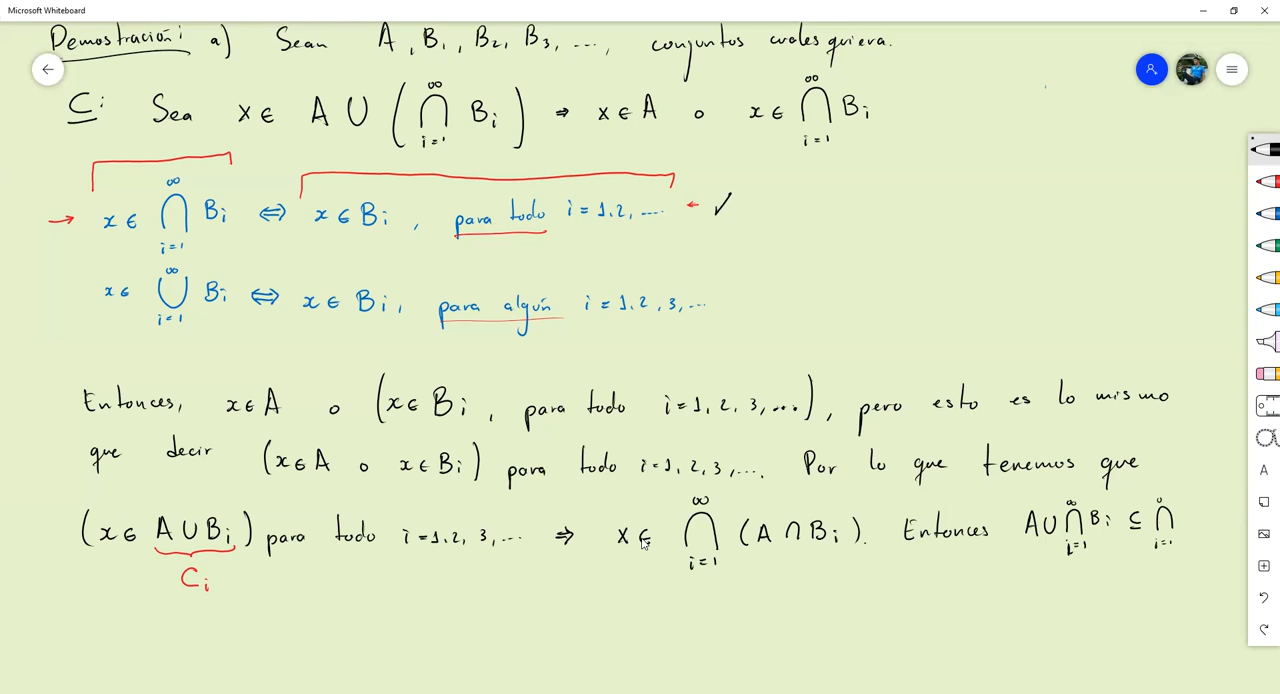 Microsoft Whiteboard
Demostración: a) Sean A, B₁, B₂, B₃, ..., conjuntos cualesquiera.
⊆: Sea x ∈ A ∪ (⋂_{i=1}^{∞} Bᵢ) ⇒ x ∈ A o x ∈ ⋂_{i=1}^{∞} Bᵢ
→ x ∈ ⋂_{i=1}^{∞} Bᵢ ⇔ x ∈ Bᵢ, para todo i = 1,2, .... ← ✓
x ∈ ⋃_{i=1}^{∞} Bᵢ ⇔ x ∈ Bᵢ, para algún i = 1,2,3,...
Entonces, x ∈ A o (x ∈ Bᵢ, para todo i = 1, 2, 3, ...), pero esto es lo mismo
que decir (x ∈ A o x ∈ Bᵢ) para todo i = 1, 2, 3, .... Por lo que tenemos que
(x ∈ A ∪ Bᵢ) para todo i = 1,2, 3, ... ⇒ x ∈ ⋂_{i=1}^{∞} (A ∩ Bᵢ). Entonces A ∪ ⋂_{i=1}^{∞} Bᵢ ⊆ ⋂_{i=1}
Cᵢ